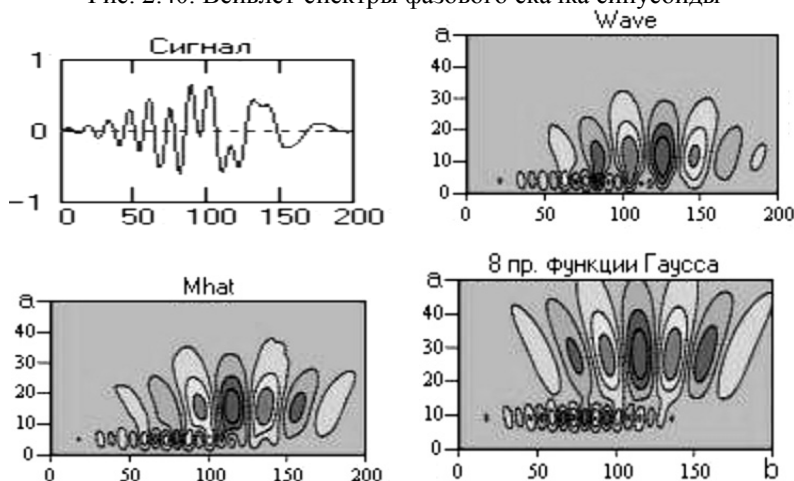 Рис. 2.40. Вейвлет-спектры фазового скачка синусоиды
Сигнал
1
0
-1
0 50 100 150 200
Wave
a
40
30
20
10
0
0 50 100 150 200
Mhat
a
40
30
20
10
0
0 50 100 150 200
8 пр. функции Гаусса
a
40
30
20
10
0
0 50 100 150 b